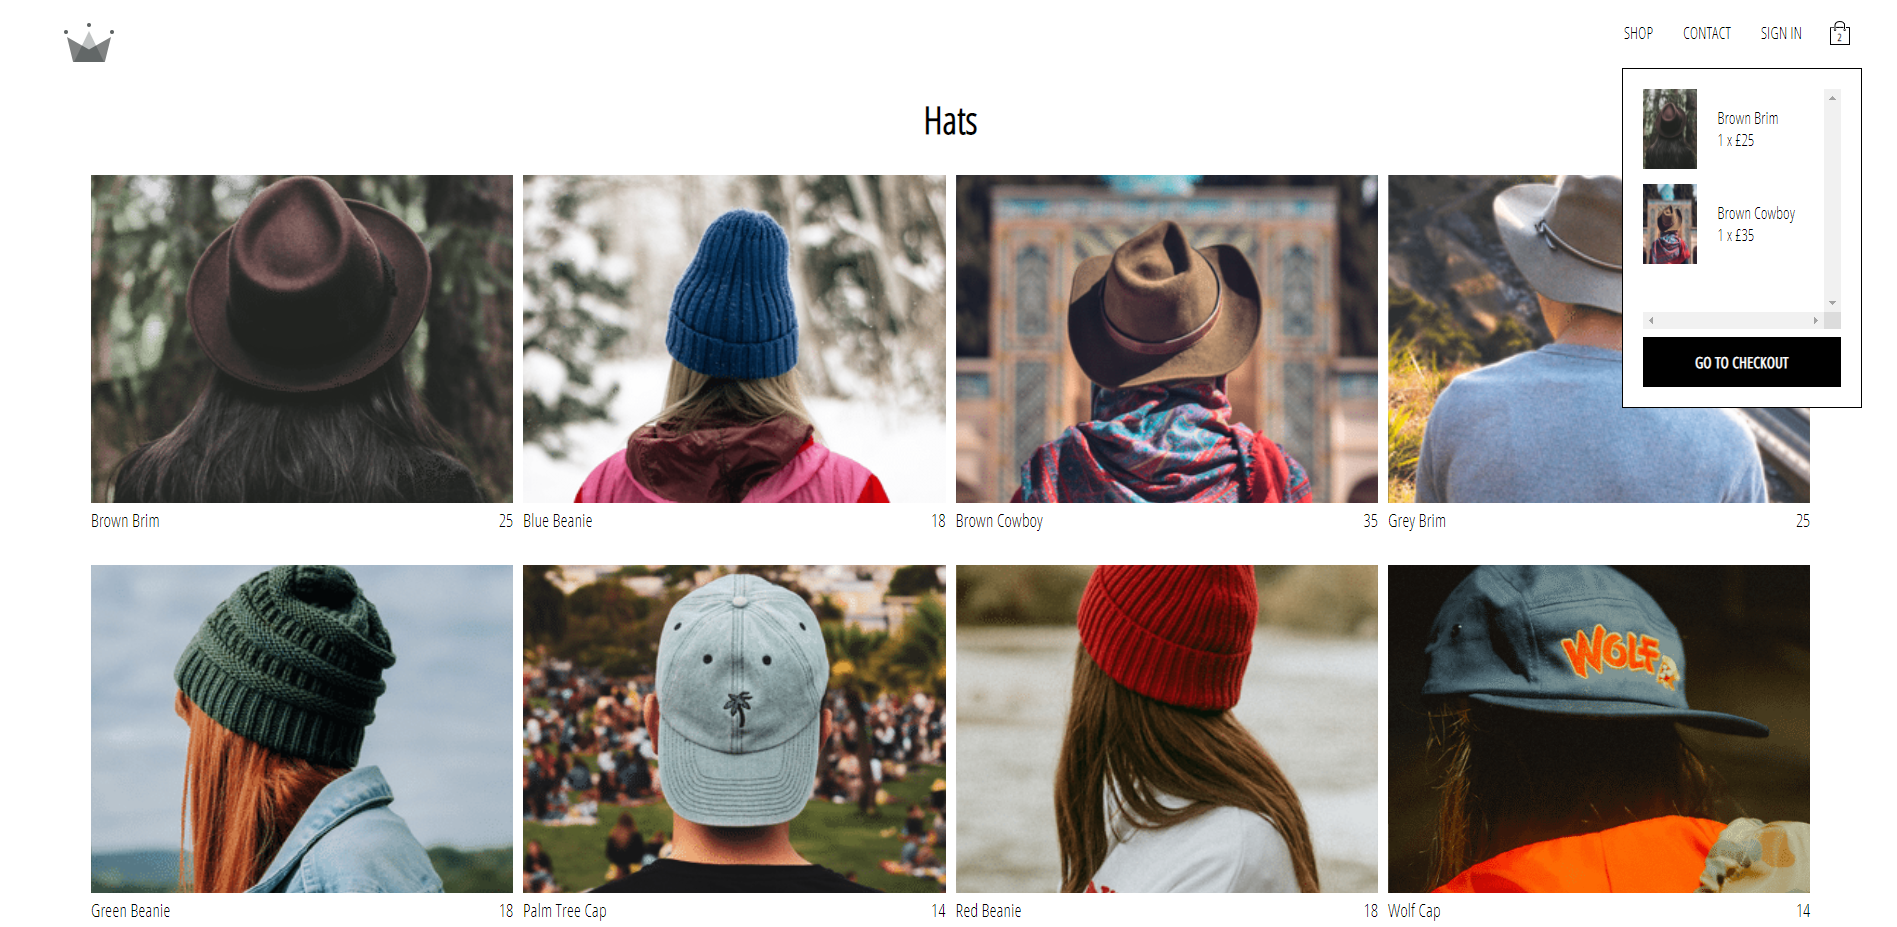 SHOP CONTACT SIGN IN 2
Hats
Brown Brim
1 x £25
Brown Cowboy
1 x £35
GO TO CHECKOUT
Brown Brim 25 Blue Beanie 18 Brown Cowboy 35 Grey Brim 25
WOLF
Green Beanie 18 Palm Tree Cap 14 Red Beanie 18 Wolf Cap 14